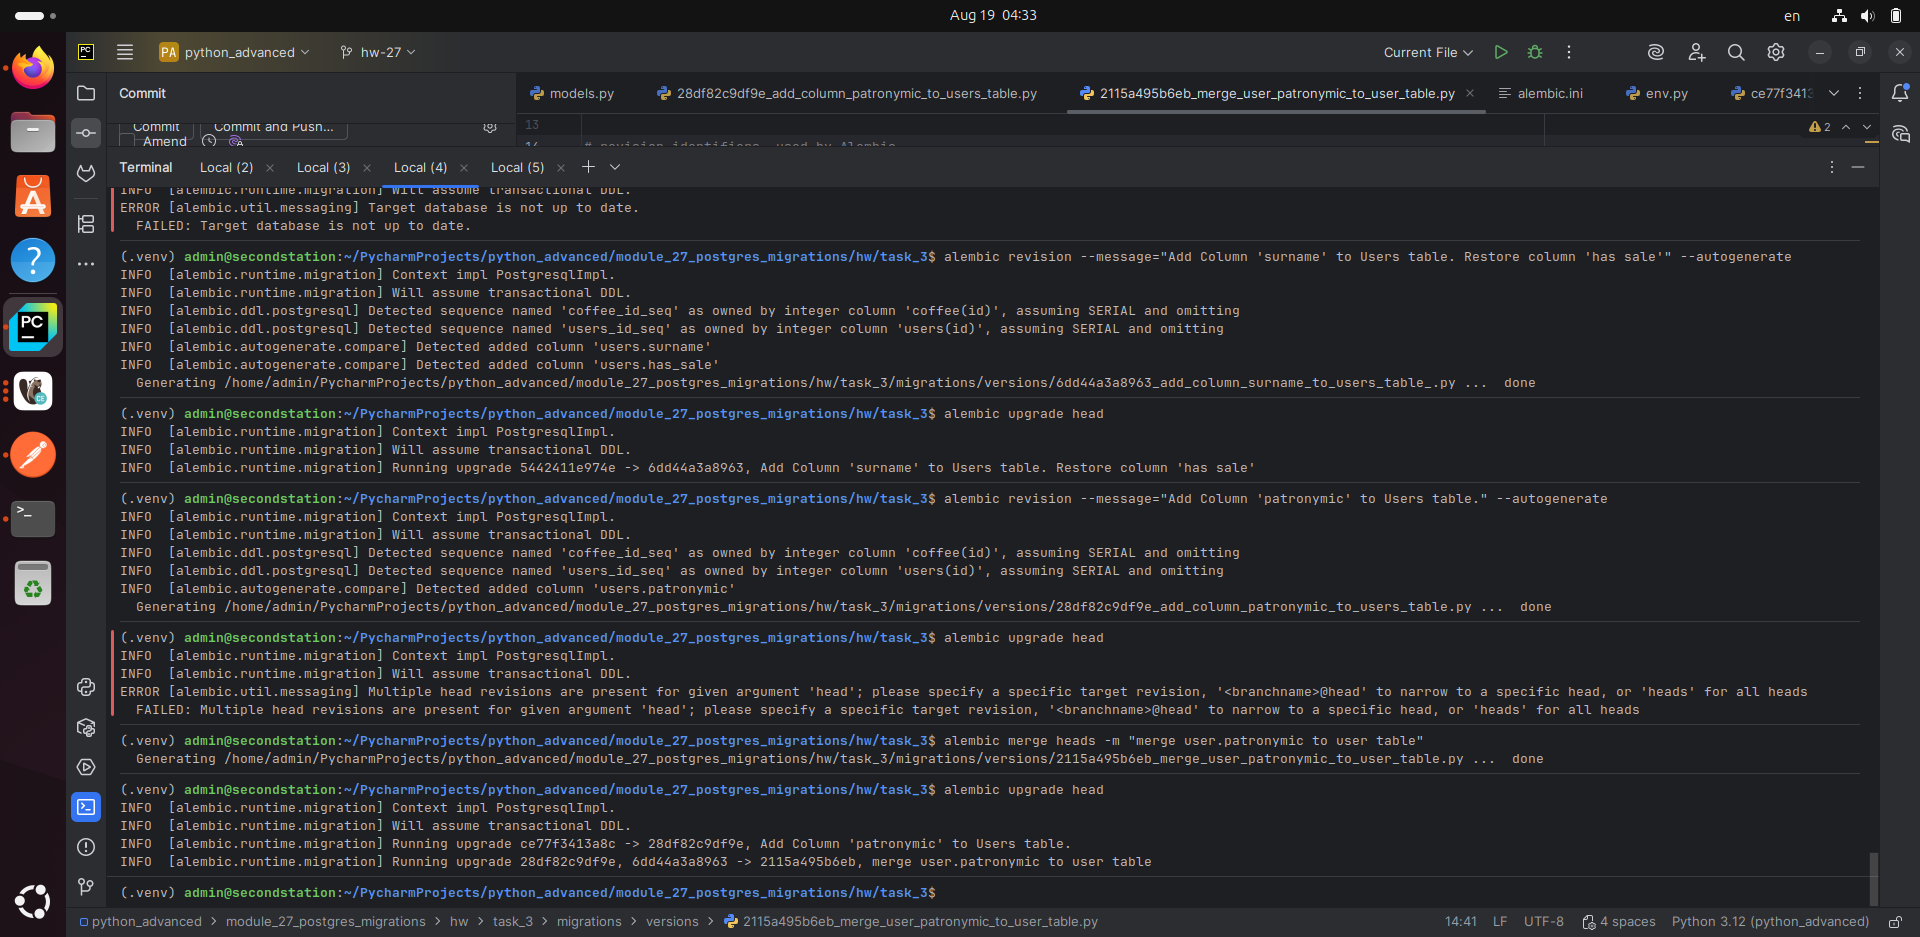 Aug 19 04:33
en
PC
PA python_advanced
hw-27
Current File
Commit
models.py
28df82c9df9e_add_column_patronymic_to_users_table.py
2115a495b6eb_merge_user_patronymic_to_user_table.py
alembic.ini
env.py
ce77f3413
Commit
Commit and Push...
Amend
13
14
# revision identifiers, used by Alembic
2
Terminal
Local (2)
Local (3)
Local (4)
Local (5)
INFO [alembic.runtime.migration] Will assume transactional DDL.
ERROR [alembic.util.messaging] Target database is not up to date.
FAILED: Target database is not up to date.
(.venv) admin@secondstation:~/PycharmProjects/python_advanced/module_27_postgres_migrations/hw/task_3$ alembic revision --message="Add Column 'surname' to Users table. Restore column 'has sale'" --autogenerate
INFO [alembic.runtime.migration] Context impl PostgresqlImpl.
INFO [alembic.runtime.migration] Will assume transactional DDL.
INFO [alembic.ddl.postgresql] Detected sequence named 'coffee_id_seq' as owned by integer column 'coffee(id)', assuming SERIAL and omitting
INFO [alembic.ddl.postgresql] Detected sequence named 'users_id_seq' as owned by integer column 'users(id)', assuming SERIAL and omitting
INFO [alembic.autogenerate.compare] Detected added column 'users.surname'
INFO [alembic.autogenerate.compare] Detected added column 'users.has_sale'
Generating /home/admin/PycharmProjects/python_advanced/module_27_postgres_migrations/hw/task_3/migrations/versions/6dd44a3a8963_add_column_surname_to_users_table_.py ... done
(.venv) admin@secondstation:~/PycharmProjects/python_advanced/module_27_postgres_migrations/hw/task_3$ alembic upgrade head
INFO [alembic.runtime.migration] Context impl PostgresqlImpl.
INFO [alembic.runtime.migration] Will assume transactional DDL.
INFO [alembic.runtime.migration] Running upgrade 5442411e974e -> 6dd44a3a8963, Add Column 'surname' to Users table. Restore column 'has sale'
(.venv) admin@secondstation:~/PycharmProjects/python_advanced/module_27_postgres_migrations/hw/task_3$ alembic revision --message="Add Column 'patronymic' to Users table." --autogenerate
INFO [alembic.runtime.migration] Context impl PostgresqlImpl.
INFO [alembic.runtime.migration] Will assume transactional DDL.
INFO [alembic.ddl.postgresql] Detected sequence named 'coffee_id_seq' as owned by integer column 'coffee(id)', assuming SERIAL and omitting
INFO [alembic.ddl.postgresql] Detected sequence named 'users_id_seq' as owned by integer column 'users(id)', assuming SERIAL and omitting
INFO [alembic.autogenerate.compare] Detected added column 'users.patronymic'
Generating /home/admin/PycharmProjects/python_advanced/module_27_postgres_migrations/hw/task_3/migrations/versions/28df82c9df9e_add_column_patronymic_to_users_table.py ... done
(.venv) admin@secondstation:~/PycharmProjects/python_advanced/module_27_postgres_migrations/hw/task_3$ alembic upgrade head
INFO [alembic.runtime.migration] Context impl PostgresqlImpl.
INFO [alembic.runtime.migration] Will assume transactional DDL.
ERROR [alembic.util.messaging] Multiple head revisions are present for given argument 'head'; please specify a specific target revision, '<branchname>@head' to narrow to a specific head, or 'heads' for all heads
FAILED: Multiple head revisions are present for given argument 'head'; please specify a specific target revision, '<branchname>@head' to narrow to a specific head, or 'heads' for all heads
(.venv) admin@secondstation:~/PycharmProjects/python_advanced/module_27_postgres_migrations/hw/task_3$ alembic merge heads -m "merge user.patronymic to user table"
Generating /home/admin/PycharmProjects/python_advanced/module_27_postgres_migrations/hw/task_3/migrations/versions/2115a495b6eb_merge_user_patronymic_to_user_table.py ... done
(.venv) admin@secondstation:~/PycharmProjects/python_advanced/module_27_postgres_migrations/hw/task_3$ alembic upgrade head
INFO [alembic.runtime.migration] Context impl PostgresqlImpl.
INFO [alembic.runtime.migration] Will assume transactional DDL.
INFO [alembic.runtime.migration] Running upgrade ce77f3413a8c -> 28df82c9df9e, Add Column 'patronymic' to Users table.
INFO [alembic.runtime.migration] Running upgrade 28df82c9df9e, 6dd44a3a8963 -> 2115a495b6eb, merge user.patronymic to user table
(.venv) admin@secondstation:~/PycharmProjects/python_advanced/module_27_postgres_migrations/hw/task_3$
python_advanced > module_27_postgres_migrations > hw > task_3 > migrations > versions > 2115a495b6eb_merge_user_patronymic_to_user_table.py
14:41 LF UTF-8 4 spaces Python 3.12 (python_advanced)